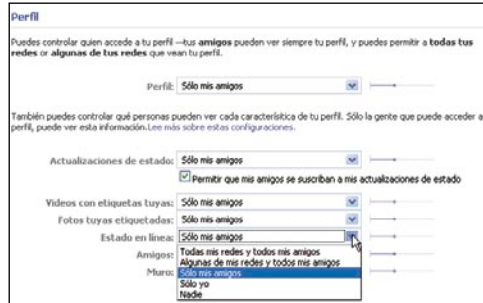 Perfil
Puedes controlar quien accede a tu perfil —tus amigos pueden ver siempre tu perfil, y puedes permitir a todas tus
redes or algunas de tus redes que vean tu perfil.
Perfil: Sólo mis amigos
También puedes controlar qué personas pueden ver cada característica de tu perfil. Sólo la gente que puede acceder a
perfil, puede ver esta información.Lee más sobre estas configuraciones.
Actualizaciones de estado: Sólo mis amigos
Permitir que mis amigos se suscriban a mis actualizaciones de estado
Videos con etiquetas tuyas: Sólo mis amigos
Fotos tuyas etiquetadas: Sólo mis amigos
Estado en línea: Sólo mis amigos
Amigos: Todas mis redes y todos mis amigos
Algunas de mis redes y todos mis amigos
Muro: Sólo mis amigos
Sólo yo
Nadie